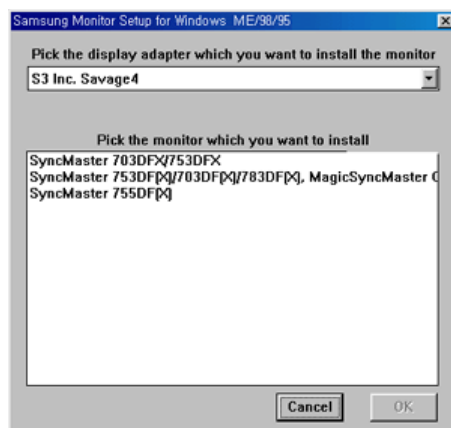 Samsung Monitor Setup for Windows ME/98/95
Pick the display adapter which you want to install the monitor
S3 Inc. Savage4
Pick the monitor which you want to install
SyncMaster 703DFX/753DFX
SyncMaster 753DF[X]/703DF[X]/783DF[X], MagicSyncMaster
SyncMaster 755DF[X]
Cancel
OK